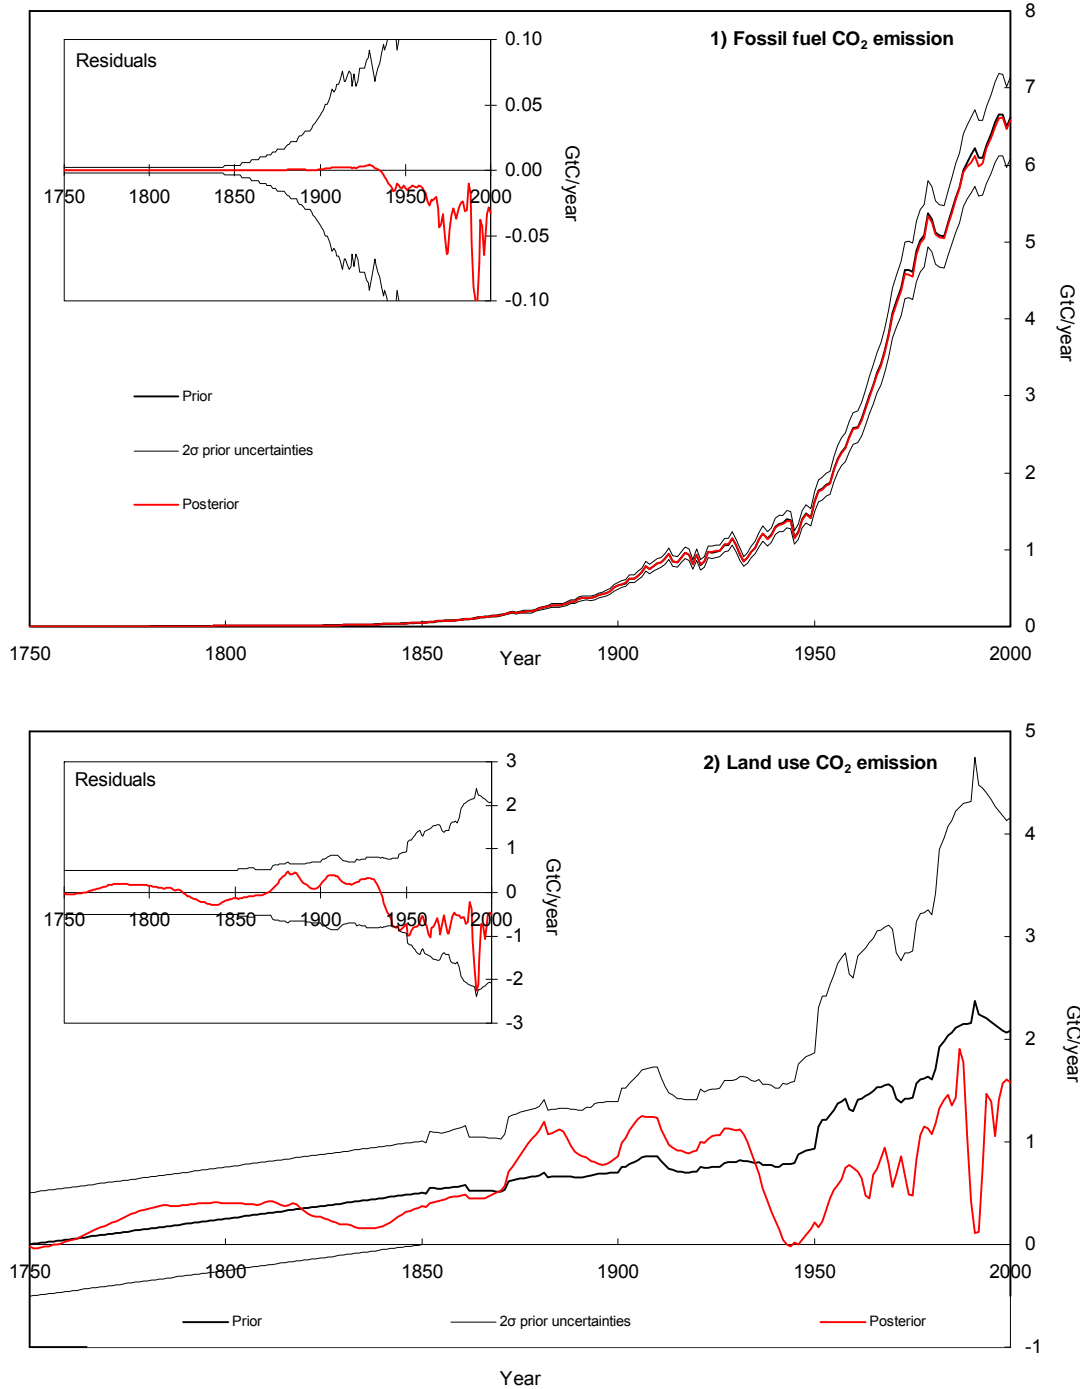 8
1) Fossil fuel CO₂ emission
Residuals
0.10
0.05
0.00
-0.05
-0.10
1750 1800 1850 1900 1950 2000
GtC/year
7
6
5
4
3
2
1
0
GtC/year
Prior
2σ prior uncertainties
Posterior
1750 1800 1850 1900 1950 2000
Year
5
2) Land use CO₂ emission
Residuals
3
2
1
0
-1
-2
-3
1750 1800 1850 1900 1950 2000
GtC/year
4
3
2
1
0
-1
GtC/year
1750 1800 1850 1900 1950 2000
Prior 2σ prior uncertainties Posterior
Year